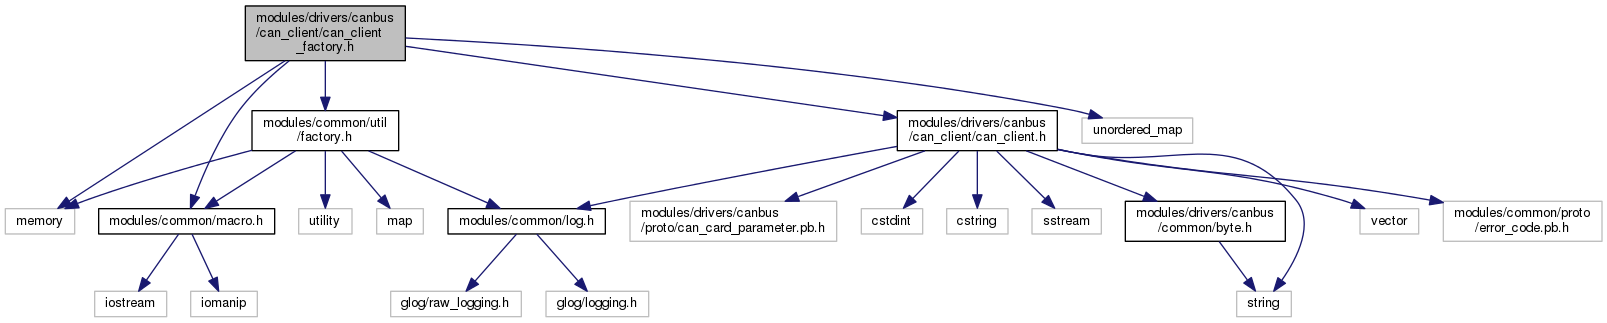 modules/drivers/canbus
/can_client/can_client
_factory.h
modules/common/util
/factory.h
modules/drivers/canbus
/can_client/can_client.h
unordered_map
memory
modules/common/macro.h
utility
map
modules/common/log.h
modules/drivers/canbus
/proto/can_card_parameter.pb.h
cstdint
cstring
sstream
modules/drivers/canbus
/common/byte.h
vector
modules/common/proto
/error_code.pb.h
iostream
iomanip
glog/raw_logging.h
glog/logging.h
string